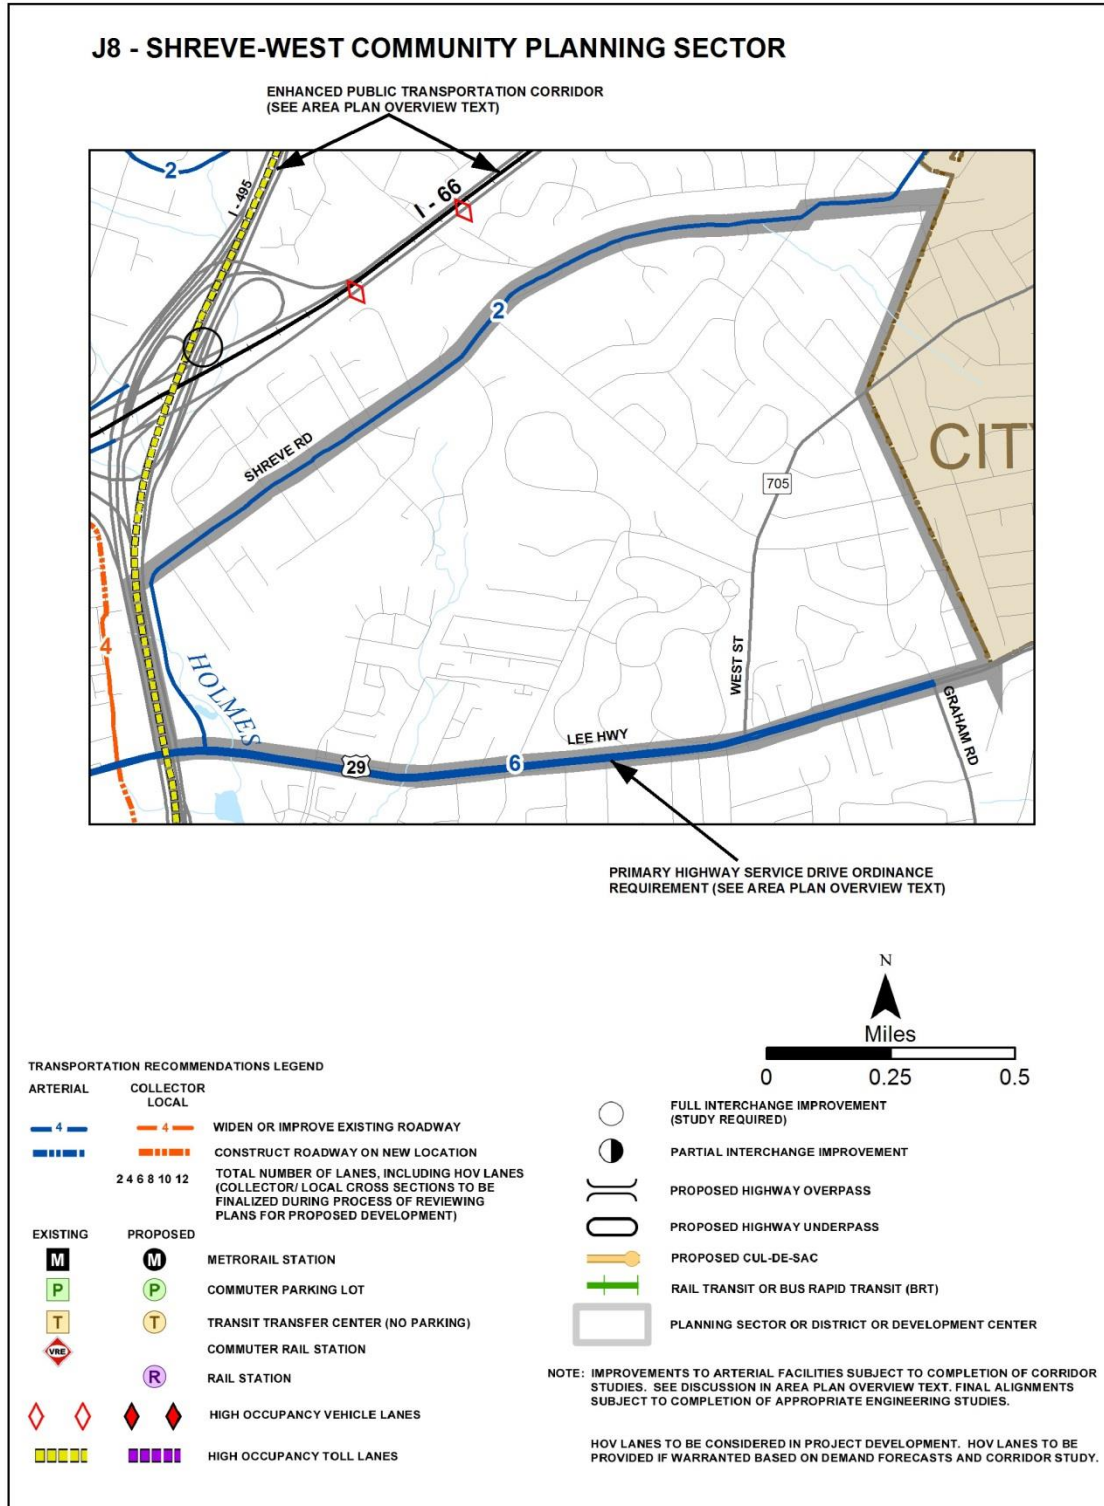 J8 - SHREVE-WEST COMMUNITY PLANNING SECTOR
ENHANCED PUBLIC TRANSPORTATION CORRIDOR
(SEE AREA PLAN OVERVIEW TEXT)
2
I - 495
I - 66
2
SHREVE RD
CIT
705
4
HOLMES
WEST ST
LEE HWY
GRAHAM RD
29
6
PRIMARY HIGHWAY SERVICE DRIVE ORDINANCE
REQUIREMENT (SEE AREA PLAN OVERVIEW TEXT)
N
Miles
0 0.25 0.5
TRANSPORTATION RECOMMENDATIONS LEGEND
ARTERIAL COLLECTOR
LOCAL
4 4 WIDEN OR IMPROVE EXISTING ROADWAY
CONSTRUCT ROADWAY ON NEW LOCATION
2 4 6 8 10 12 TOTAL NUMBER OF LANES, INCLUDING HOV LANES
(COLLECTOR/ LOCAL CROSS SECTIONS TO BE
FINALIZED DURING PROCESS OF REVIEWING
PLANS FOR PROPOSED DEVELOPMENT)
EXISTING PROPOSED
M M METRORAIL STATION
P P COMMUTER PARKING LOT
T T TRANSIT TRANSFER CENTER (NO PARKING)
VRE COMMUTER RAIL STATION
R RAIL STATION
HIGH OCCUPANCY VEHICLE LANES
HIGH OCCUPANCY TOLL LANES
FULL INTERCHANGE IMPROVEMENT
(STUDY REQUIRED)
PARTIAL INTERCHANGE IMPROVEMENT
PROPOSED HIGHWAY OVERPASS
PROPOSED HIGHWAY UNDERPASS
PROPOSED CUL-DE-SAC
RAIL TRANSIT OR BUS RAPID TRANSIT (BRT)
PLANNING SECTOR OR DISTRICT OR DEVELOPMENT CENTER
NOTE: IMPROVEMENTS TO ARTERIAL FACILITIES SUBJECT TO COMPLETION OF CORRIDOR
STUDIES. SEE DISCUSSION IN AREA PLAN OVERVIEW TEXT. FINAL ALIGNMENTS
SUBJECT TO COMPLETION OF APPROPRIATE ENGINEERING STUDIES.
HOV LANES TO BE CONSIDERED IN PROJECT DEVELOPMENT. HOV LANES TO BE
PROVIDED IF WARRANTED BASED ON DEMAND FORECASTS AND CORRIDOR STUDY.